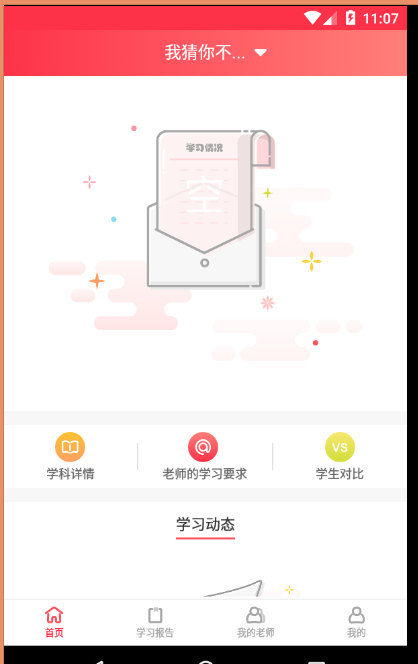 11:07
我猜你不...
学习情况
空
学科详情
老师的学习要求
VS
学生对比
学习动态
首页
学习报告
我的老师
我的